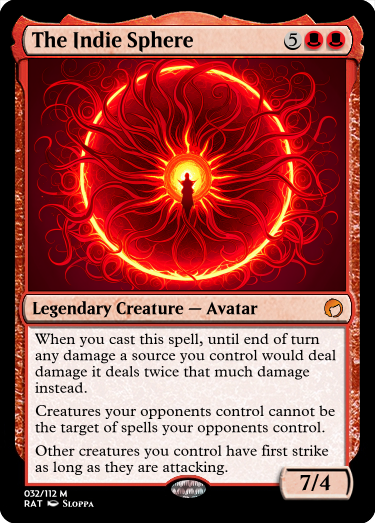 The Indie Sphere
5
Legendary Creature — Avatar
When you cast this spell, until end of turn
any damage a source you control would deal
damage it deals twice that much damage
instead.
Creatures your opponents control cannot be
the target of spells your opponents control.
Other creatures you control have first strike
as long as they are attacking.
7/4
032/112 M
RAT Sloppa